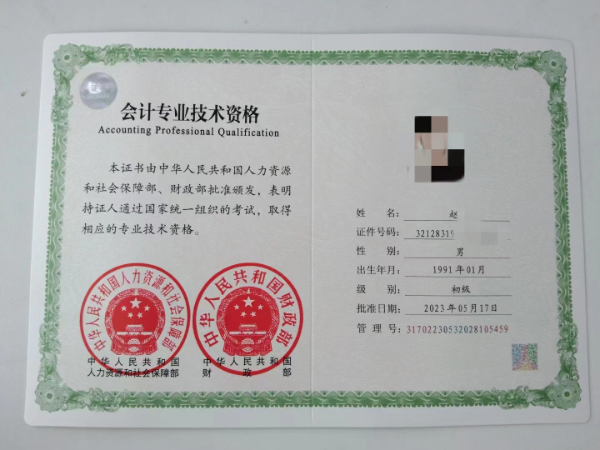 会计专业技术资格
Accounting Professional Qualification
本证书由中华人民共和国人力资源
和社会保障部、财政部批准颁发，表明
持证人通过国家统一组织的考试，取得
相应的专业技术资格。
中华人民共和国人力资源和社会保障部
中华人民共和国财政部
中华人民共和国
人力资源和社会保障部
中华人民共和国
财政部
姓名：赵
证件号码：32128319
性别：男
出生年月：1991年01月
级别：初级
批准日期：2023年05月17日
管理号：31702230532028105459